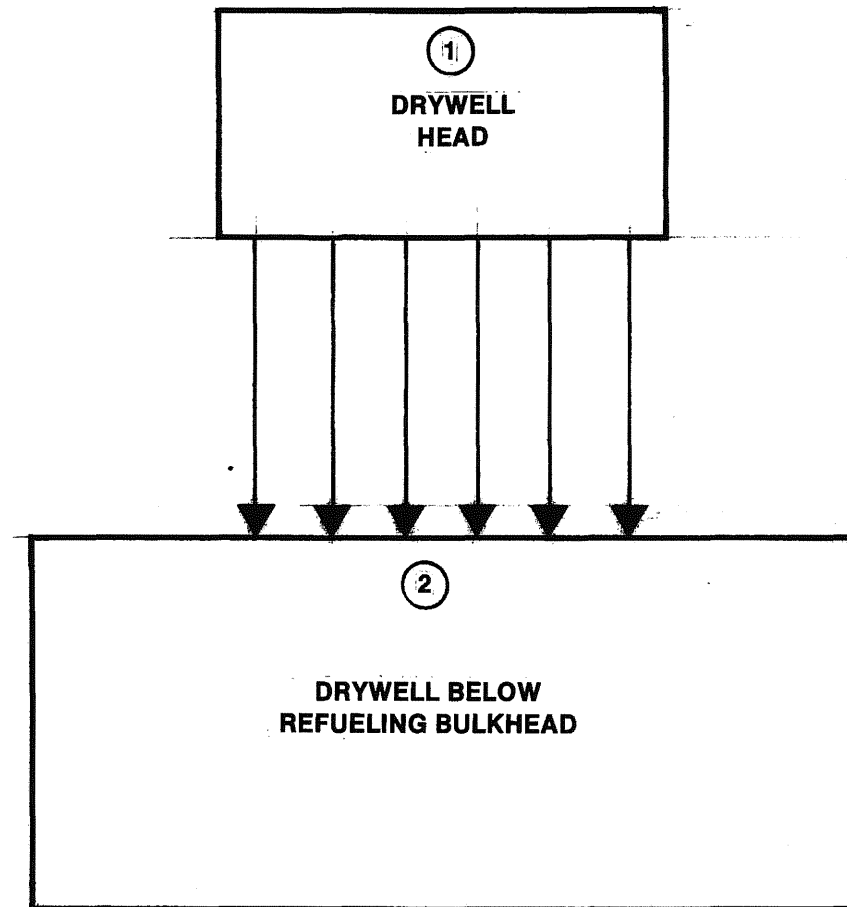 1
DRYWELL
HEAD
2
DRYWELL BELOW
REFUELING BULKHEAD